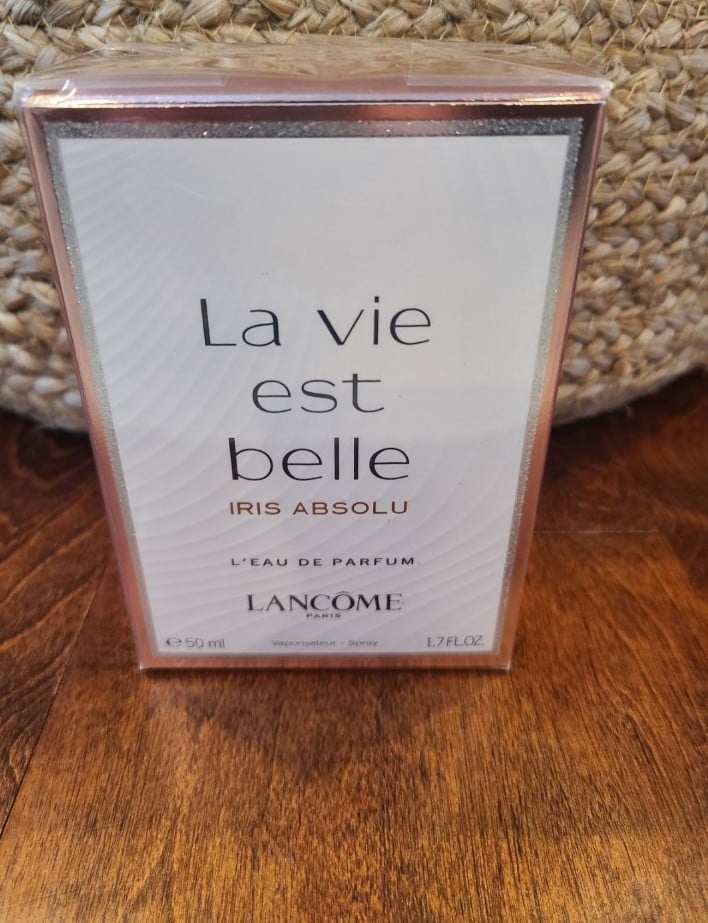 La vie
est
belle
IRIS ABSOLU
L'EAU DE PARFUM
LANCÔME
PARIS
℮ 50 ml Vaporisateur - Spray 1.7 FL.OZ